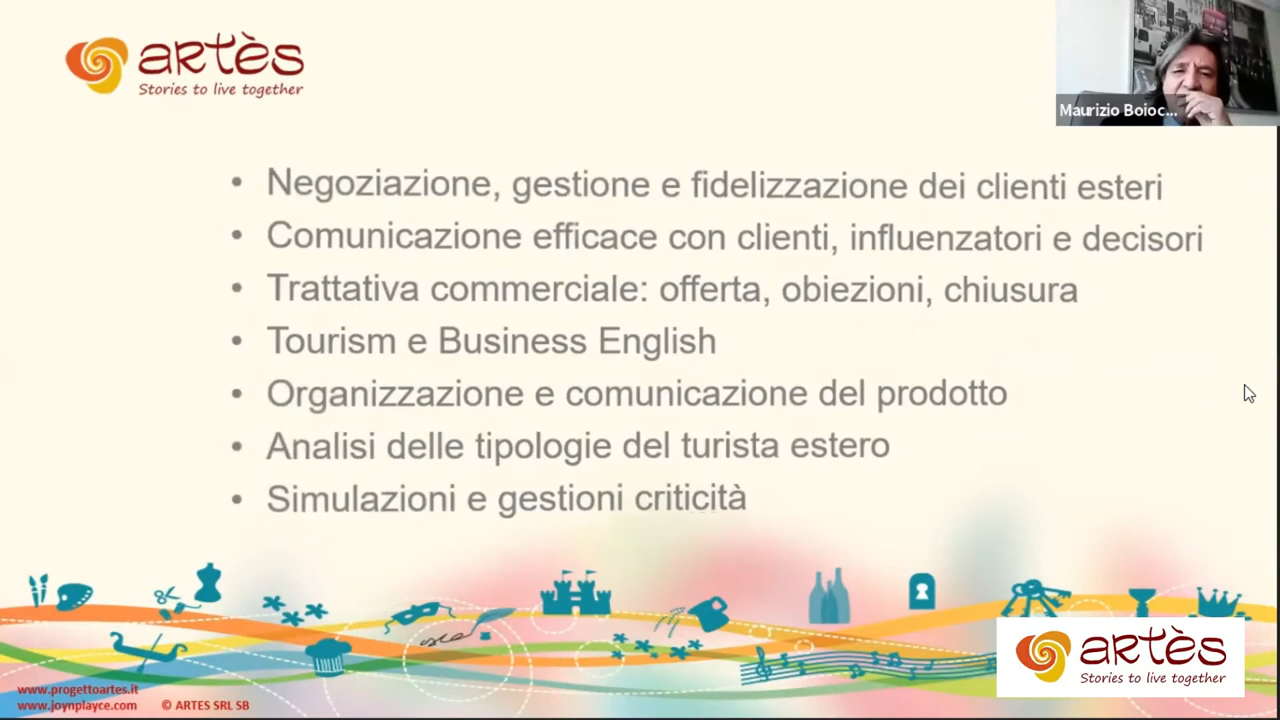 artès
Stories to live together
Maurizio Boioc...
• Negoziazione, gestione e fidelizzazione dei clienti esteri
• Comunicazione efficace con clienti, influenzatori e decisori
• Trattativa commerciale: offerta, obiezioni, chiusura
• Tourism e Business English
• Organizzazione e comunicazione del prodotto
• Analisi delle tipologie del turista estero
• Simulazioni e gestioni criticità
artès
Stories to live together
www.progettoartes.it
www.joynplayce.com © ARTES SRL SB